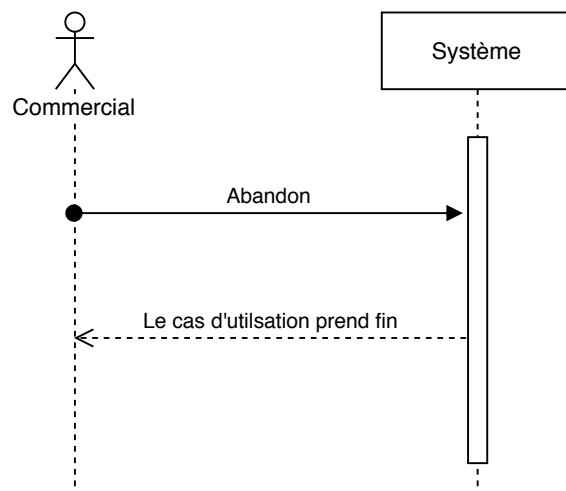 Système
Commercial
Abandon
Le cas d'utilsation prend fin